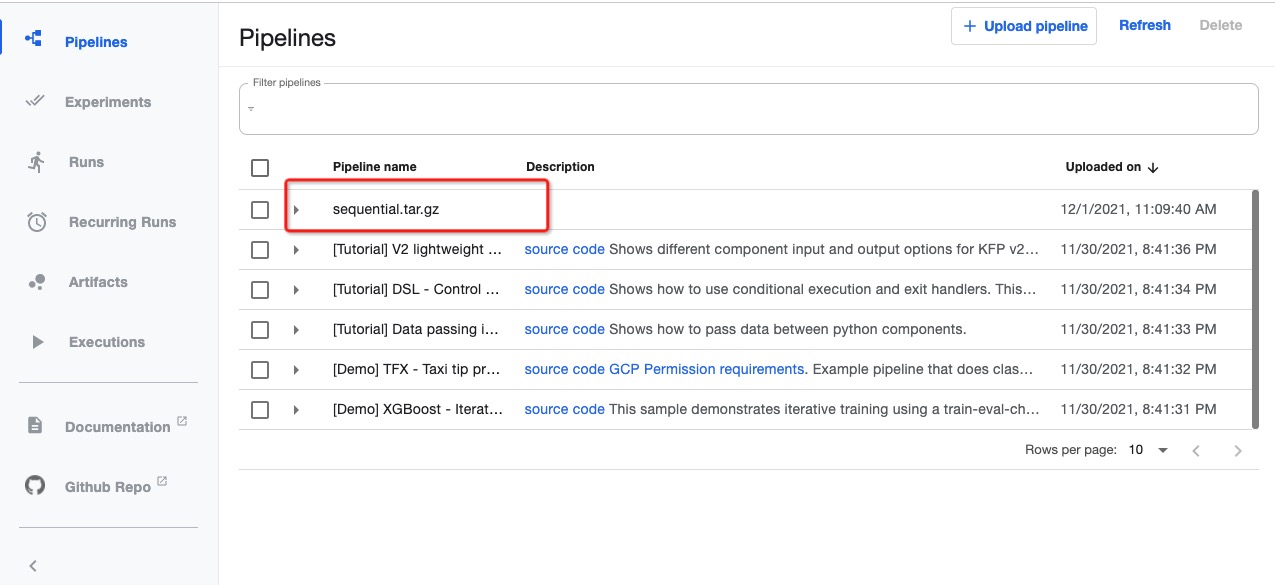 Pipelines
Experiments
Runs
Recurring Runs
Artifacts
Executions
Documentation
Github Repo
Pipelines
+ Upload pipeline Refresh Delete
Filter pipelines
Pipeline name Description Uploaded on
sequential.tar.gz 12/1/2021, 11:09:40 AM
[Tutorial] V2 lightweight ... source code Shows different component input and output options for KFP v2... 11/30/2021, 8:41:36 PM
[Tutorial] DSL - Control ... source code Shows how to use conditional execution and exit handlers. This... 11/30/2021, 8:41:34 PM
[Tutorial] Data passing i... source code Shows how to pass data between python components. 11/30/2021, 8:41:33 PM
[Demo] TFX - Taxi tip pr... source code GCP Permission requirements. Example pipeline that does clas... 11/30/2021, 8:41:32 PM
[Demo] XGBoost - Iterat... source code This sample demonstrates iterative training using a train-eval-ch... 11/30/2021, 8:41:31 PM
Rows per page: 10